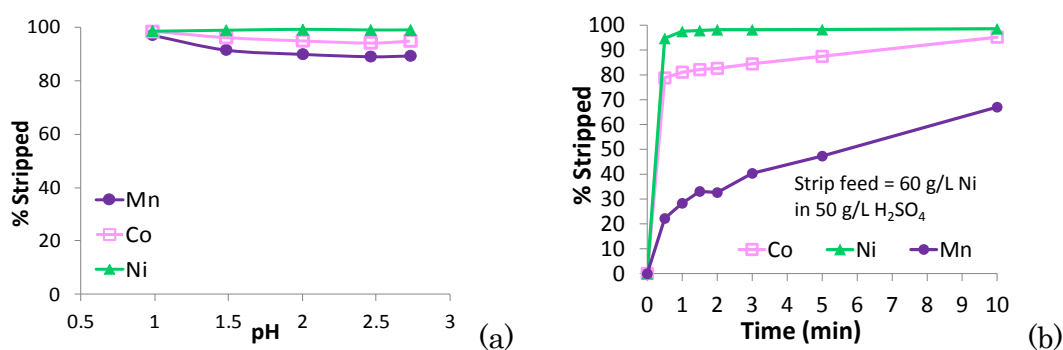 % Stripped
100
80
60
40
20
0
Mn
Co
Ni
0.5
1
1.5
2
2.5
3
pH
(a)
% Stripped
100
90
80
70
60
50
40
30
20
10
0
Strip feed = 60 g/L Ni
in 50 g/L H₂SO₄
Co
Ni
Mn
0
1
2
3
4
5
6
7
8
9
10
Time (min)
(b)